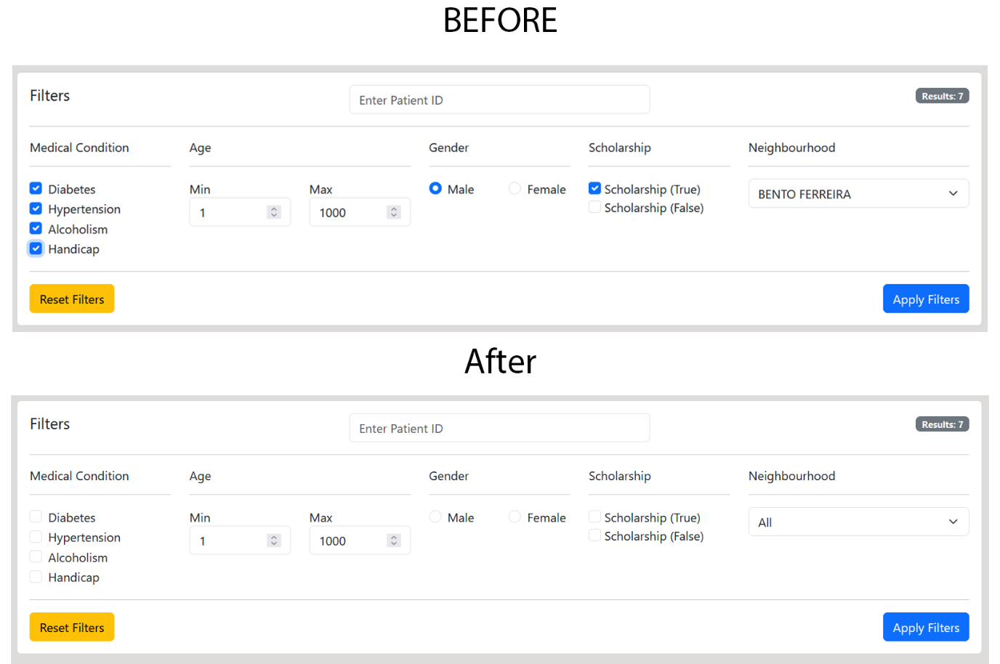 BEFORE
Filters
Enter Patient ID
Results: 7
Medical Condition
Age
Gender
Scholarship
Neighbourhood
Diabetes
Hypertension
Alcoholism
Handicap
Min
Max
1
1000
Male
Female
Scholarship (True)
Scholarship (False)
BENTO FERREIRA
Reset Filters
Apply Filters
After
Filters
Enter Patient ID
Results: 7
Medical Condition
Age
Gender
Scholarship
Neighbourhood
Diabetes
Hypertension
Alcoholism
Handicap
Min
Max
1
1000
Male
Female
Scholarship (True)
Scholarship (False)
All
Reset Filters
Apply Filters